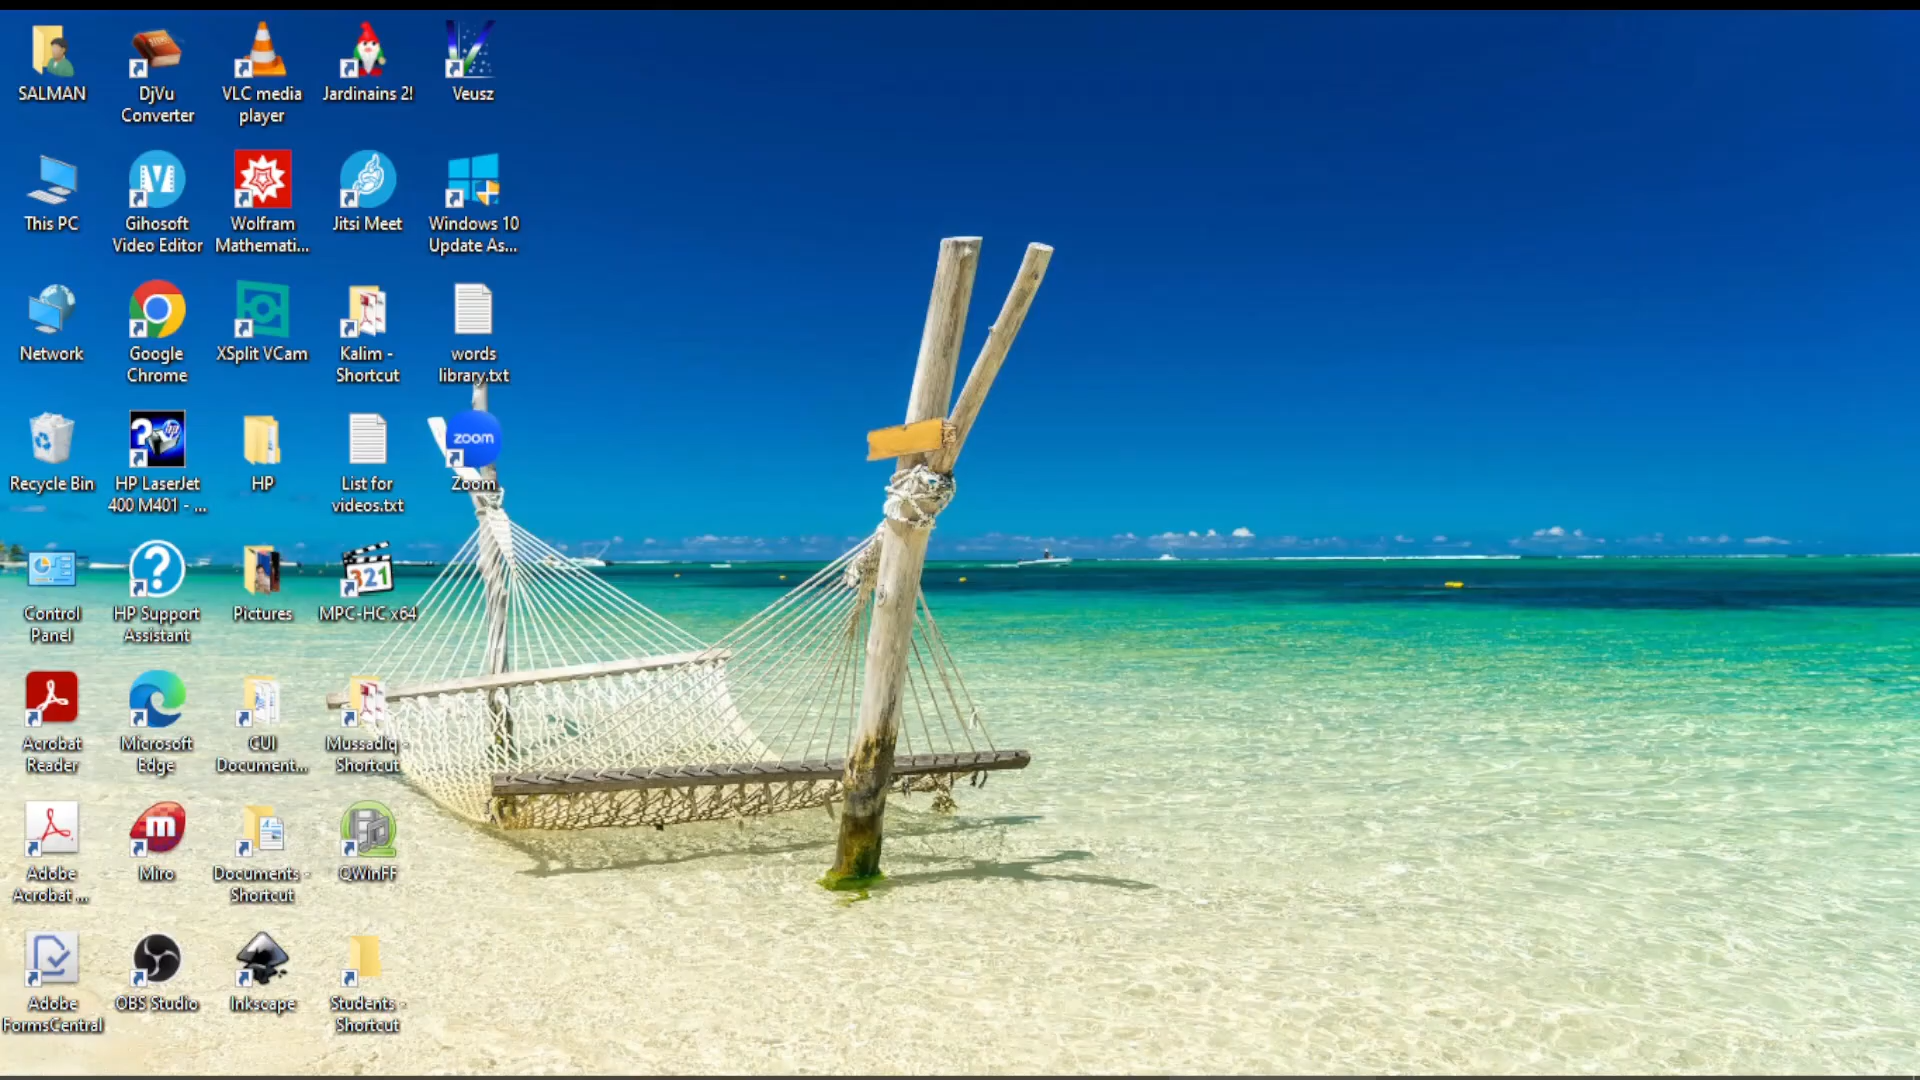 SALMAN
DjVu
Converter
VLC media
player
Jardinains 2!
Veusz
This PC
Gihosoft
Video Editor
Wolfram
Mathemati...
Jitsi Meet
Windows 10
Update As...
Network
Google
Chrome
XSplit VCam
Kalim -
Shortcut
words
library.txt
Recycle Bin
HP LaserJet
400 M401 - ...
HP
List for
videos.txt
zoom
Zoom
Control
Panel
HP Support
Assistant
Pictures
321
MPC-HC x64
Acrobat
Reader
Microsoft
Edge
CUI
Document...
Mussadiq -
Shortcut
Adobe
Acrobat ...
m
Miro
Documents -
Shortcut
QWinFF
Adobe
FormsCentral
OBS Studio
Inkscape
Students -
Shortcut